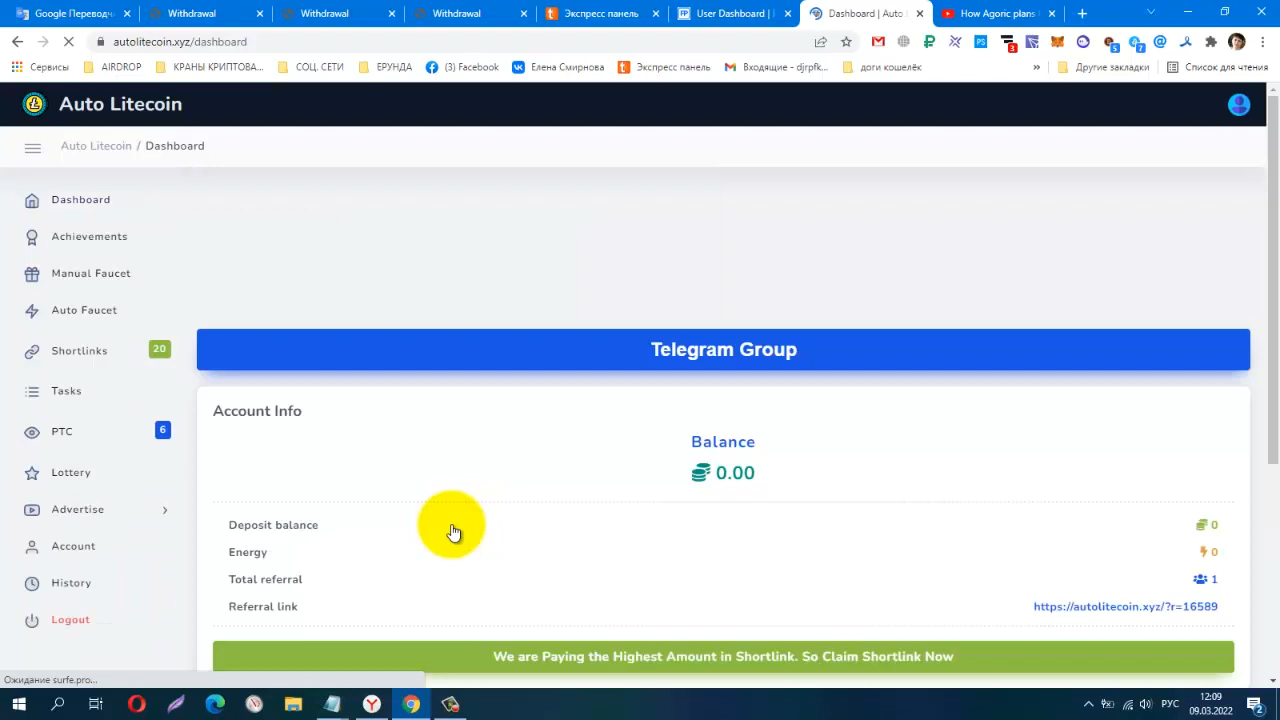 Google Перевод
Withdrawal
Withdrawal
Withdrawal
Экспресс панель
User Dashboard |
Dashboard | Auto
How Agoric plans
autolitecoin.xyz/dashboard
3
5
7
Сервисы
AIRDROP
КРАНЫ КРИПТОВА...
СОЦ. СЕТИ
ЕРУНДА
(3) Facebook
Елена Смирнова
Экспресс панель
Входящие - djrpfk...
доги кошелёк
»
Другие закладки
Список для чтения
Auto Litecoin
Auto Litecoin / Dashboard
Dashboard
Achievements
Manual Faucet
Auto Faucet
Shortlinks 20
Tasks
PTC 6
Lottery
Advertise
Account
History
Logout
Telegram Group
Account Info
Balance
0.00
Deposit balance 0
Energy 0
Total referral 1
Referral link https://autolitecoin.xyz/?r=16589
We are Paying the Highest Amount in Shortlink. So Claim Shortlink Now
Ожидание surfe.pro...
РУС
12:09
09.03.2022
2